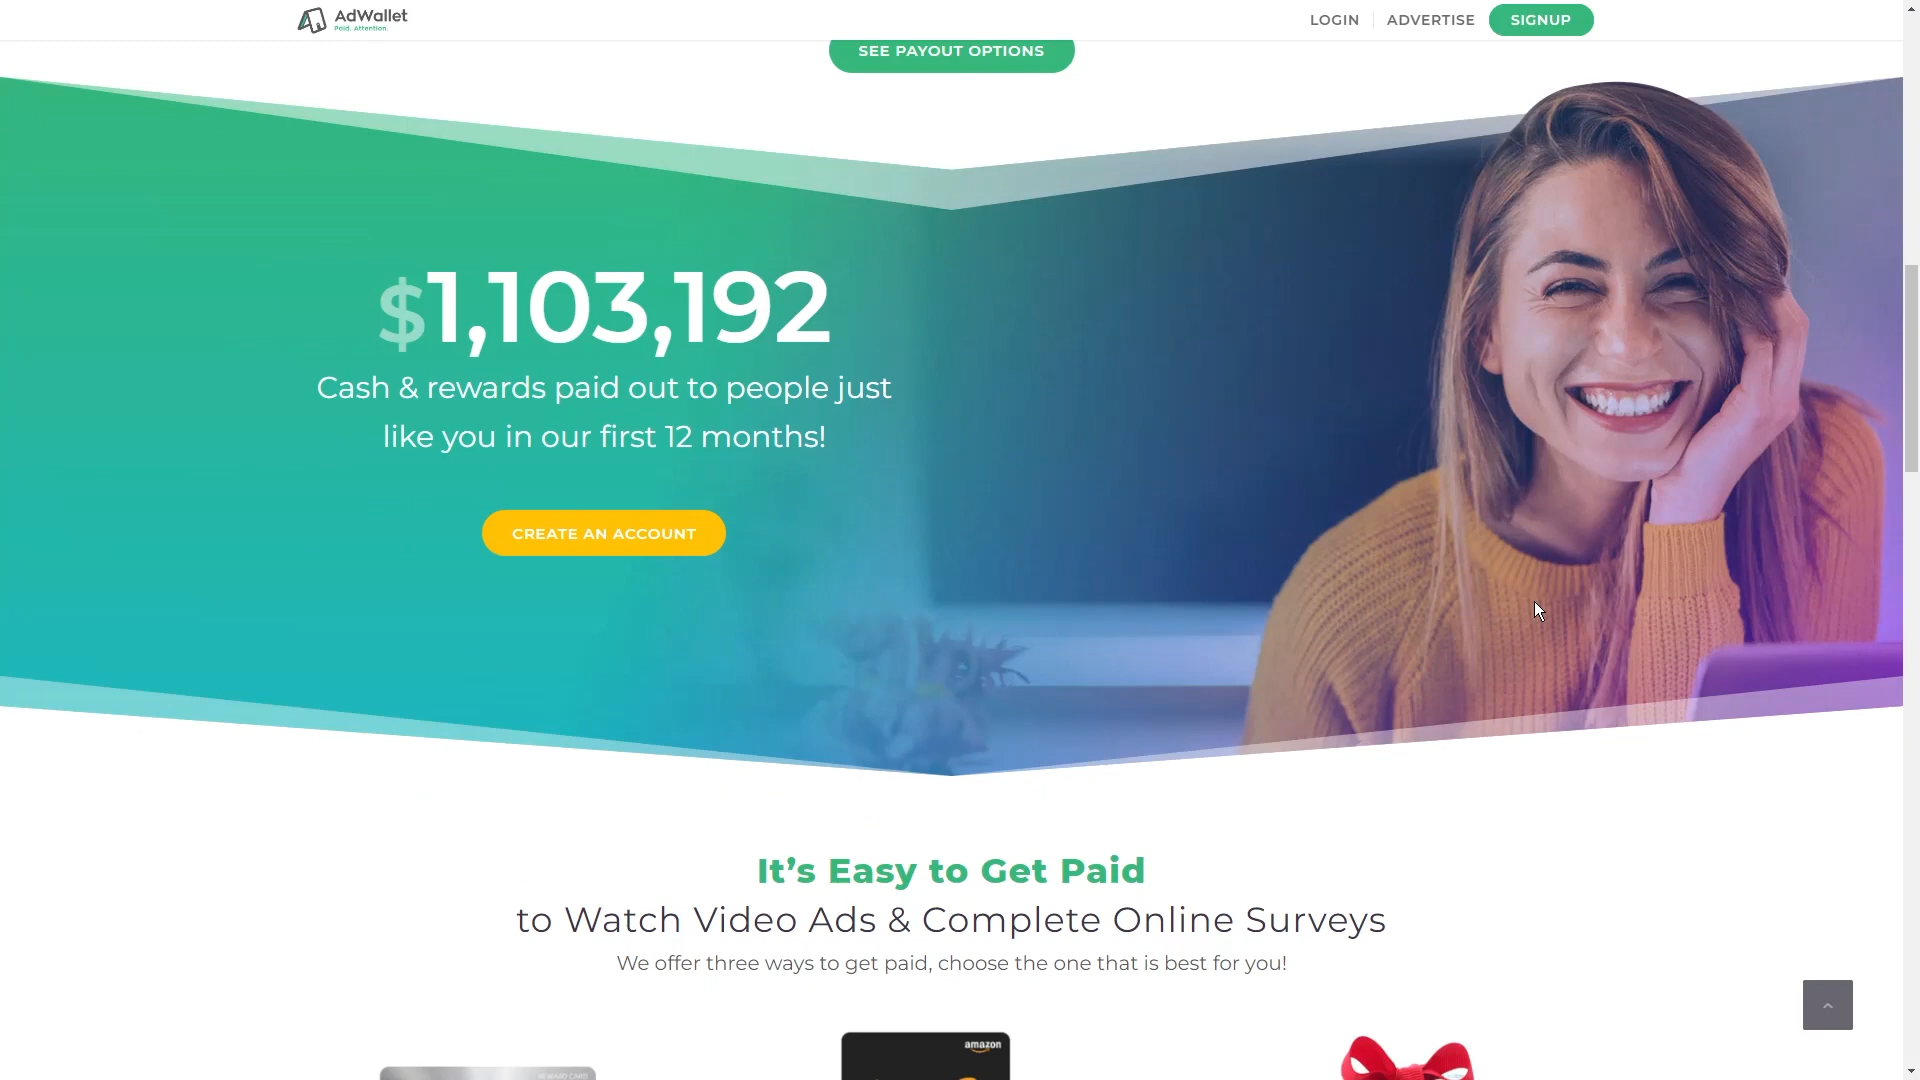 AdWallet
Paid. Attention.
LOGIN
ADVERTISE
SIGNUP
SEE PAYOUT OPTIONS
$1,103,192
Cash & rewards paid out to people just
like you in our first 12 months!
CREATE AN ACCOUNT
It’s Easy to Get Paid
to Watch Video Ads & Complete Online Surveys
We offer three ways to get paid, choose the one that is best for you!
amazon
REWARD CARD